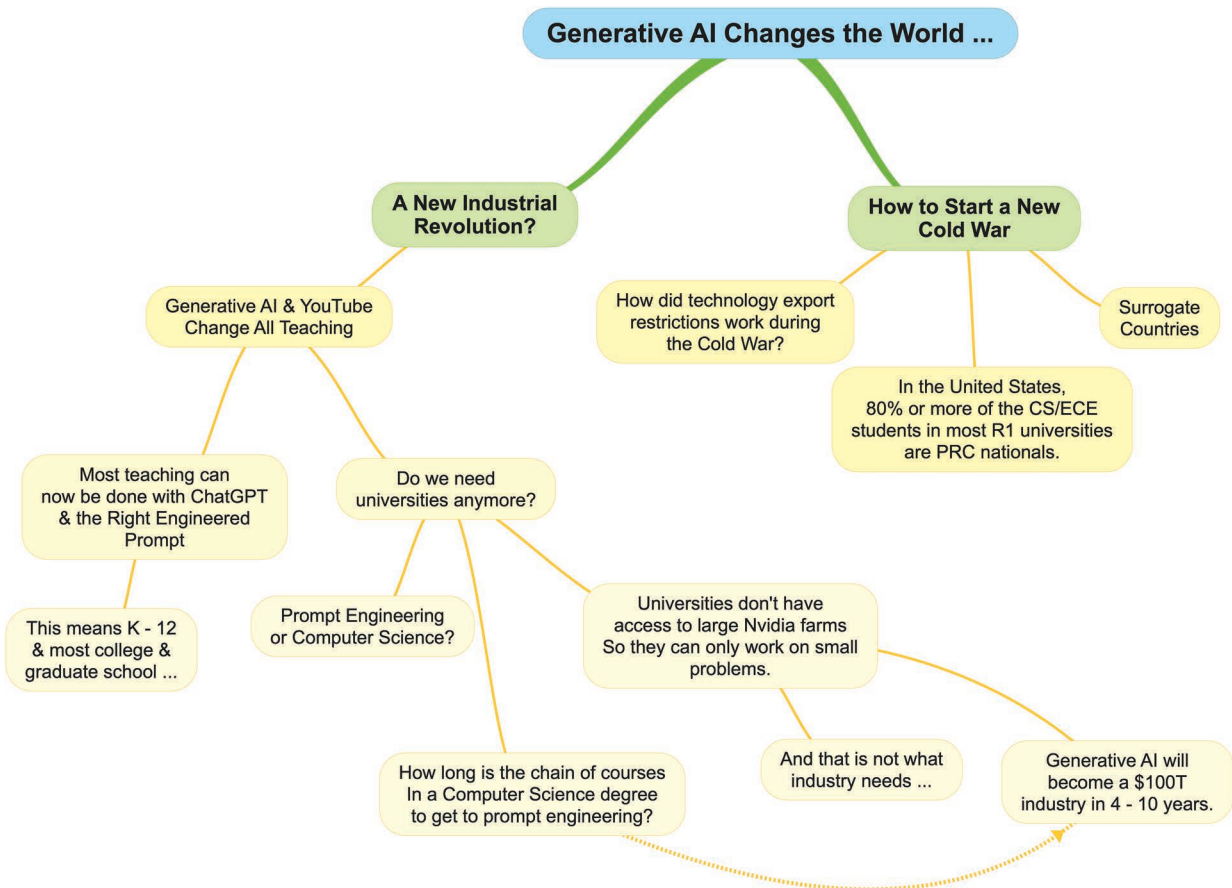 Generative AI Changes the World ...
A New Industrial
Revolution?
How to Start a New
Cold War
Generative AI & YouTube
Change All Teaching
How did technology export
restrictions work during
the Cold War?
Surrogate
Countries
In the United States,
80% or more of the CS/ECE
students in most R1 universities
are PRC nationals.
Most teaching can
now be done with ChatGPT
& the Right Engineered
Prompt
Do we need
universities anymore?
This means K - 12
& most college &
graduate school ...
Prompt Engineering
or Computer Science?
Universities don't have
access to large Nvidia farms
So they can only work on small
problems.
How long is the chain of courses
In a Computer Science degree
to get to prompt engineering?
And that is not what
industry needs ...
Generative AI will
become a $100T
industry in 4 - 10 years.